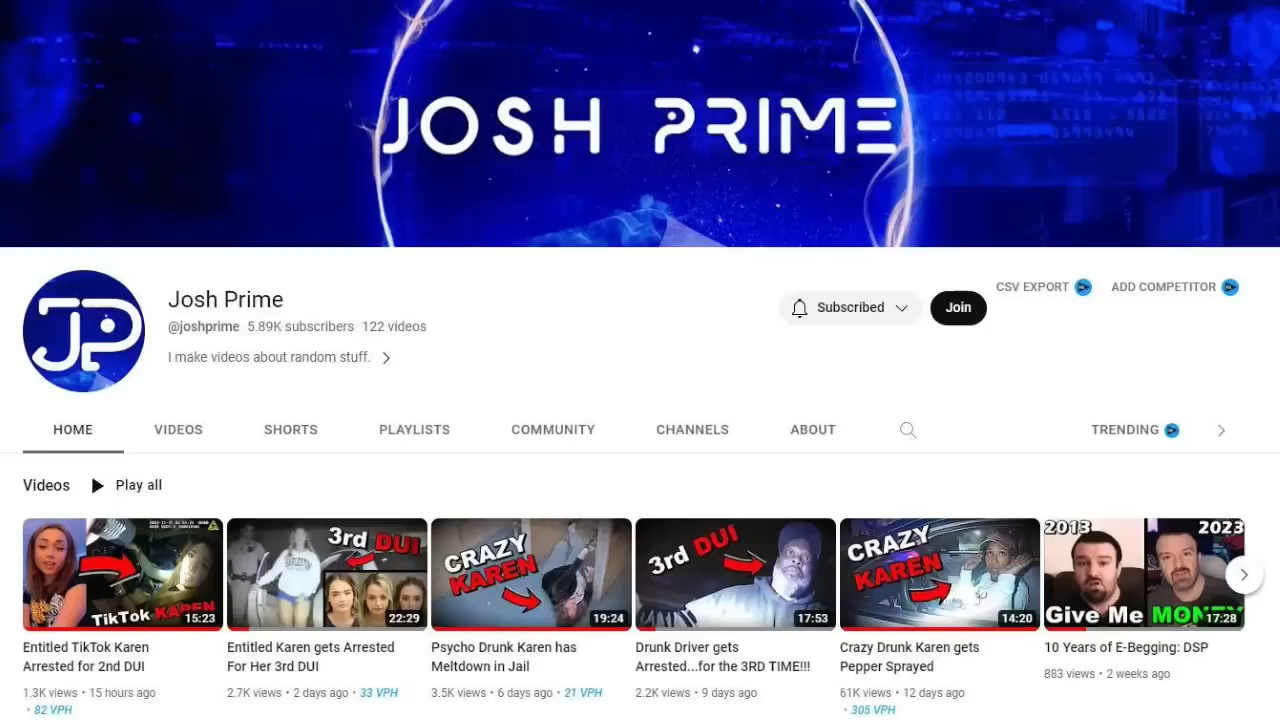 JOSH PRIME
JP
Josh Prime
@joshprime 5.89K subscribers 122 videos
I make videos about random stuff.
Subscribed
Join
CSV EXPORT
ADD COMPETITOR
HOME
VIDEOS
SHORTS
PLAYLISTS
COMMUNITY
CHANNELS
ABOUT
TRENDING
Videos
Play all
TikTok KAREN
15:23
Entitled TikTok Karen
Arrested for 2nd DUI
1.3K views • 15 hours ago
• 82 VPH
3rd DUI
22:29
Entitled Karen gets Arrested
For Her 3rd DUI
2.7K views • 2 days ago • 33 VPH
CRAZY
KAREN
19:24
Psycho Drunk Karen has
Meltdown in Jail
3.5K views • 6 days ago • 21 VPH
3rd DUI
17:53
Drunk Driver gets
Arrested...for the 3RD TIME!!!
2.2K views • 9 days ago
CRAZY
KAREN
14:20
Crazy Drunk Karen gets
Pepper Sprayed
61K views • 12 days ago
• 305 VPH
2013
2023
Give Me MONEY
17:28
10 Years of E-Begging: DSP
883 views • 2 weeks ago